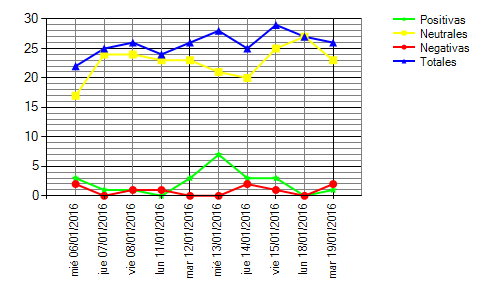 30
25
20
15
10
5
0
mié 06/01/2016
jue 07/01/2016
vie 08/01/2016
lun 11/01/2016
mar 12/01/2016
mié 13/01/2016
jue 14/01/2016
vie 15/01/2016
lun 18/01/2016
mar 19/01/2016
Positivas
Neutrales
Negativas
Totales